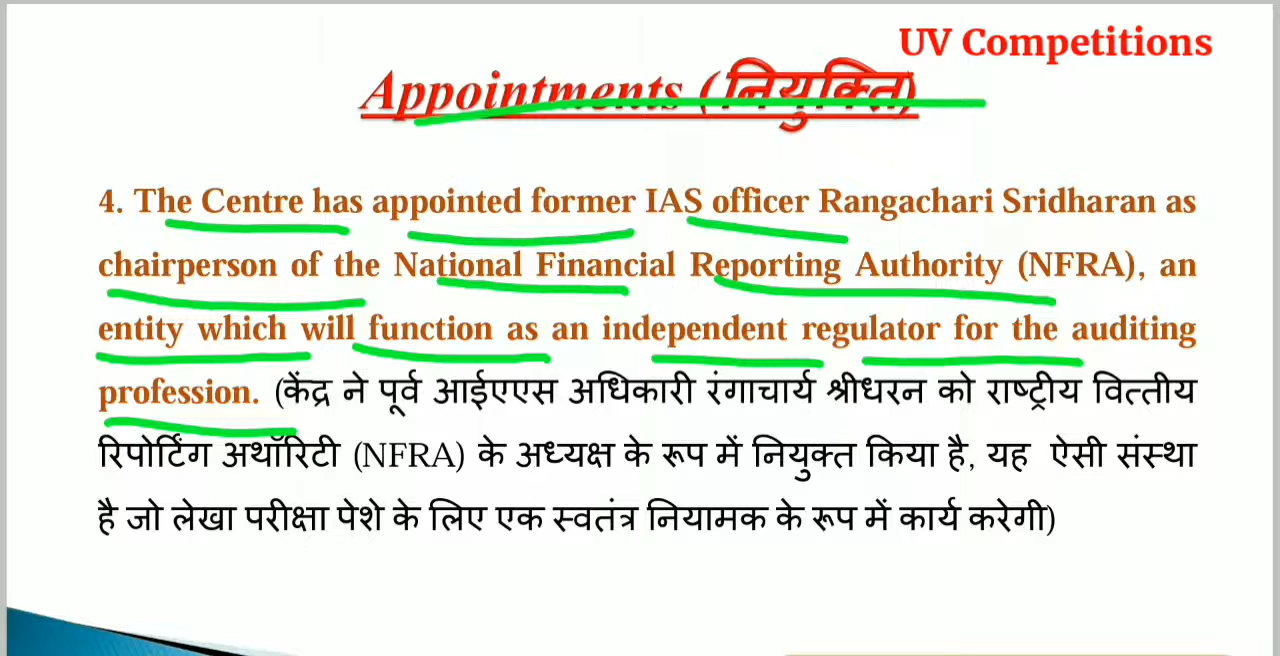 UV Competitions
Appointments (नियुक्ति)
4. The Centre has appointed former IAS officer Rangachari Sridharan as
chairperson of the National Financial Reporting Authority (NFRA), an
entity which will function as an independent regulator for the auditing
profession. (केंद्र ने पूर्व आईएएस अधिकारी रंगाचार्य श्रीधरन को राष्ट्रीय वित्तीय
रिपोर्टिंग अथॉरिटी (NFRA) के अध्यक्ष के रूप में नियुक्त किया है, यह ऐसी संस्था
है जो लेखा परीक्षा पेशे के लिए एक स्वतंत्र नियामक के रूप में कार्य करेगी)